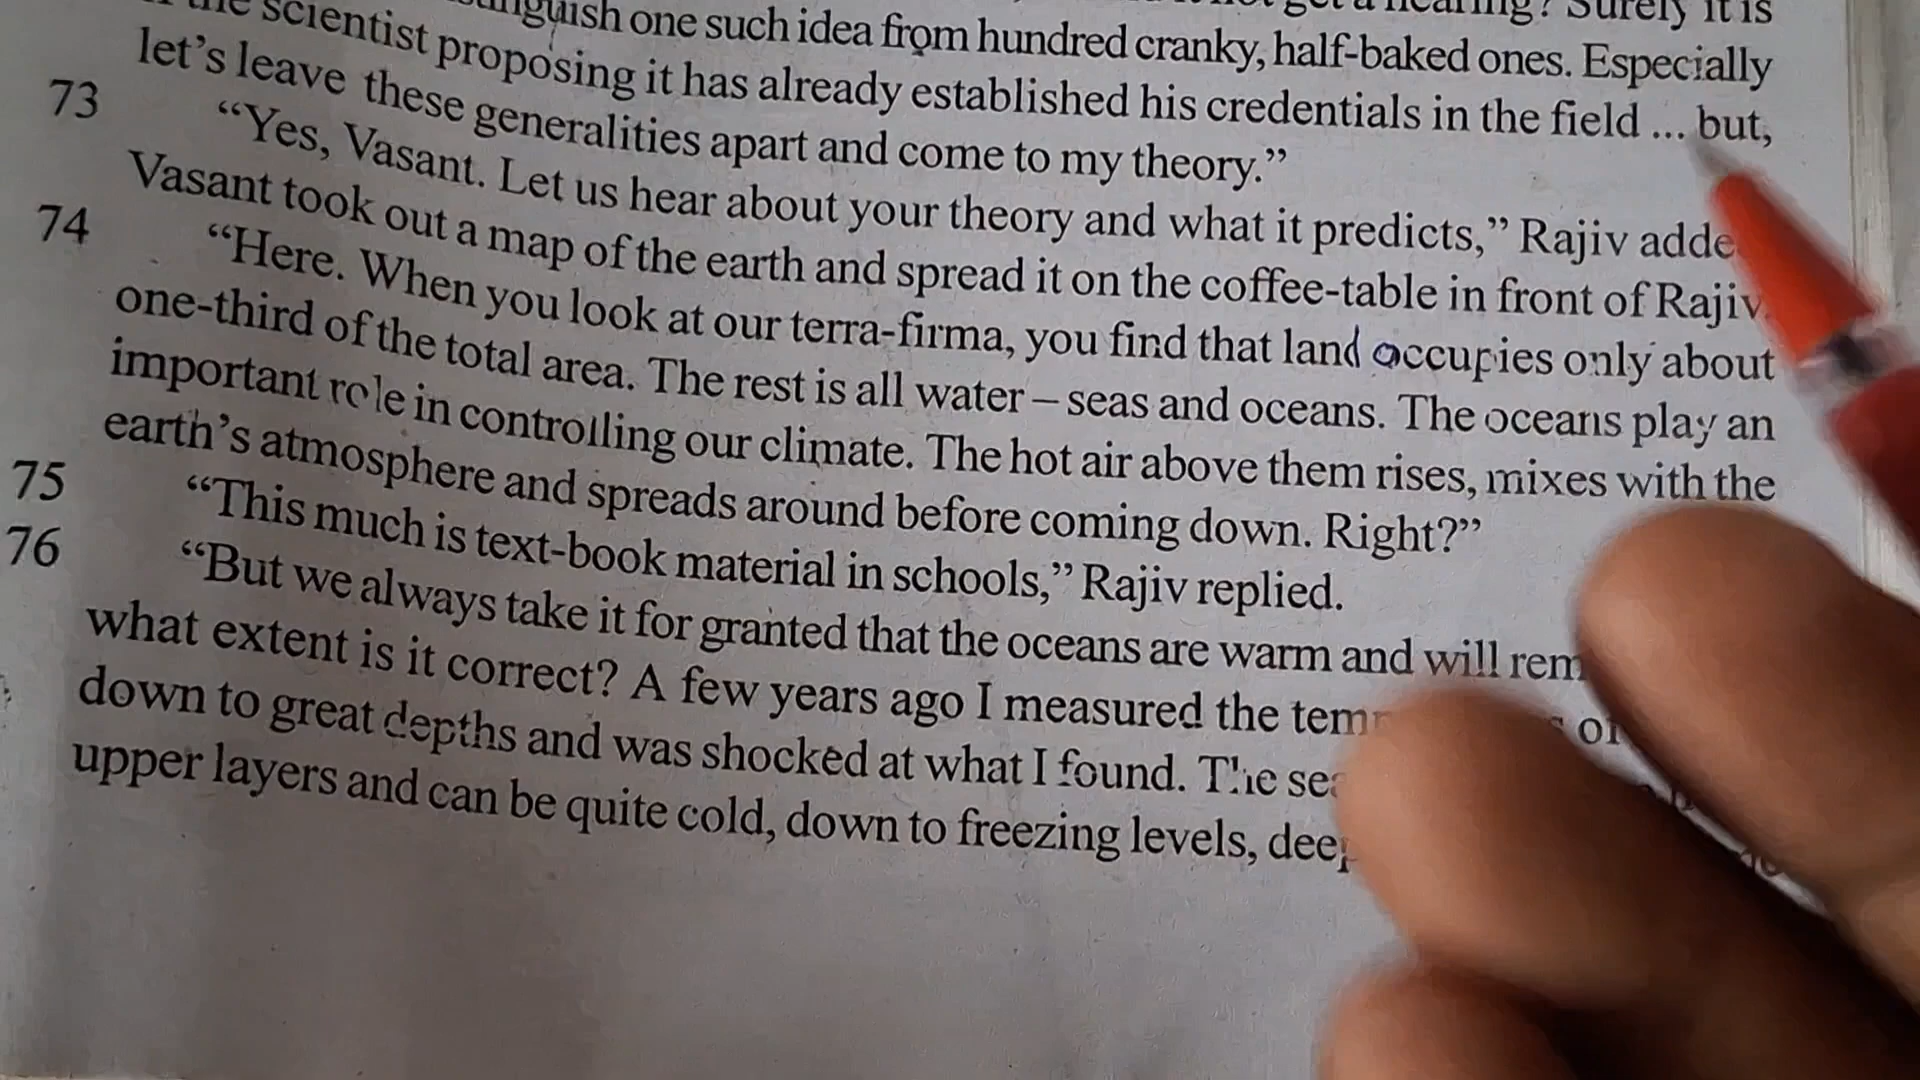 one such idea from hundred cranky, half-baked ones. Especially
scientist proposing it has already established his credentials in the field ... but,
let's leave these generalities apart and come to my theory."
73 "Yes, Vasant. Let us hear about your theory and what it predicts," Rajiv
Vasant took out a map of the earth and spread it on the coffee-table in front of Rajiv.
74 "Here. When you look at our terra-firma, you find that land occupies only about
one-third of the total area. The rest is all water – seas and oceans. The oceans play an
important role in controlling our climate. The hot air above them rises, mixes with the
earth's atmosphere and spreads around before coming down. Right?"
75 "This much is text-book material in schools," Rajiv replied.
76 "But we always take it for granted that the oceans are warm and will
what extent is it correct? A few years ago I measured the
down to great depths and was shocked at what I found. The
upper layers and can be quite cold, down to freezing levels,